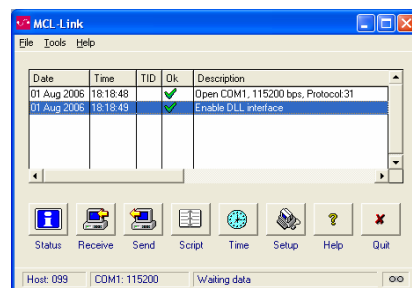 MCL-Link
File Tools Help
Date Time TID Ok Description
01 Aug 2006 18:18:48 Open COM1, 115200 bps, Protocol:31
01 Aug 2006 18:18:49 Enable DLL interface
Status Receive Send Script Time Setup Help Quit
Host: 099 COM1: 115200 Waiting data